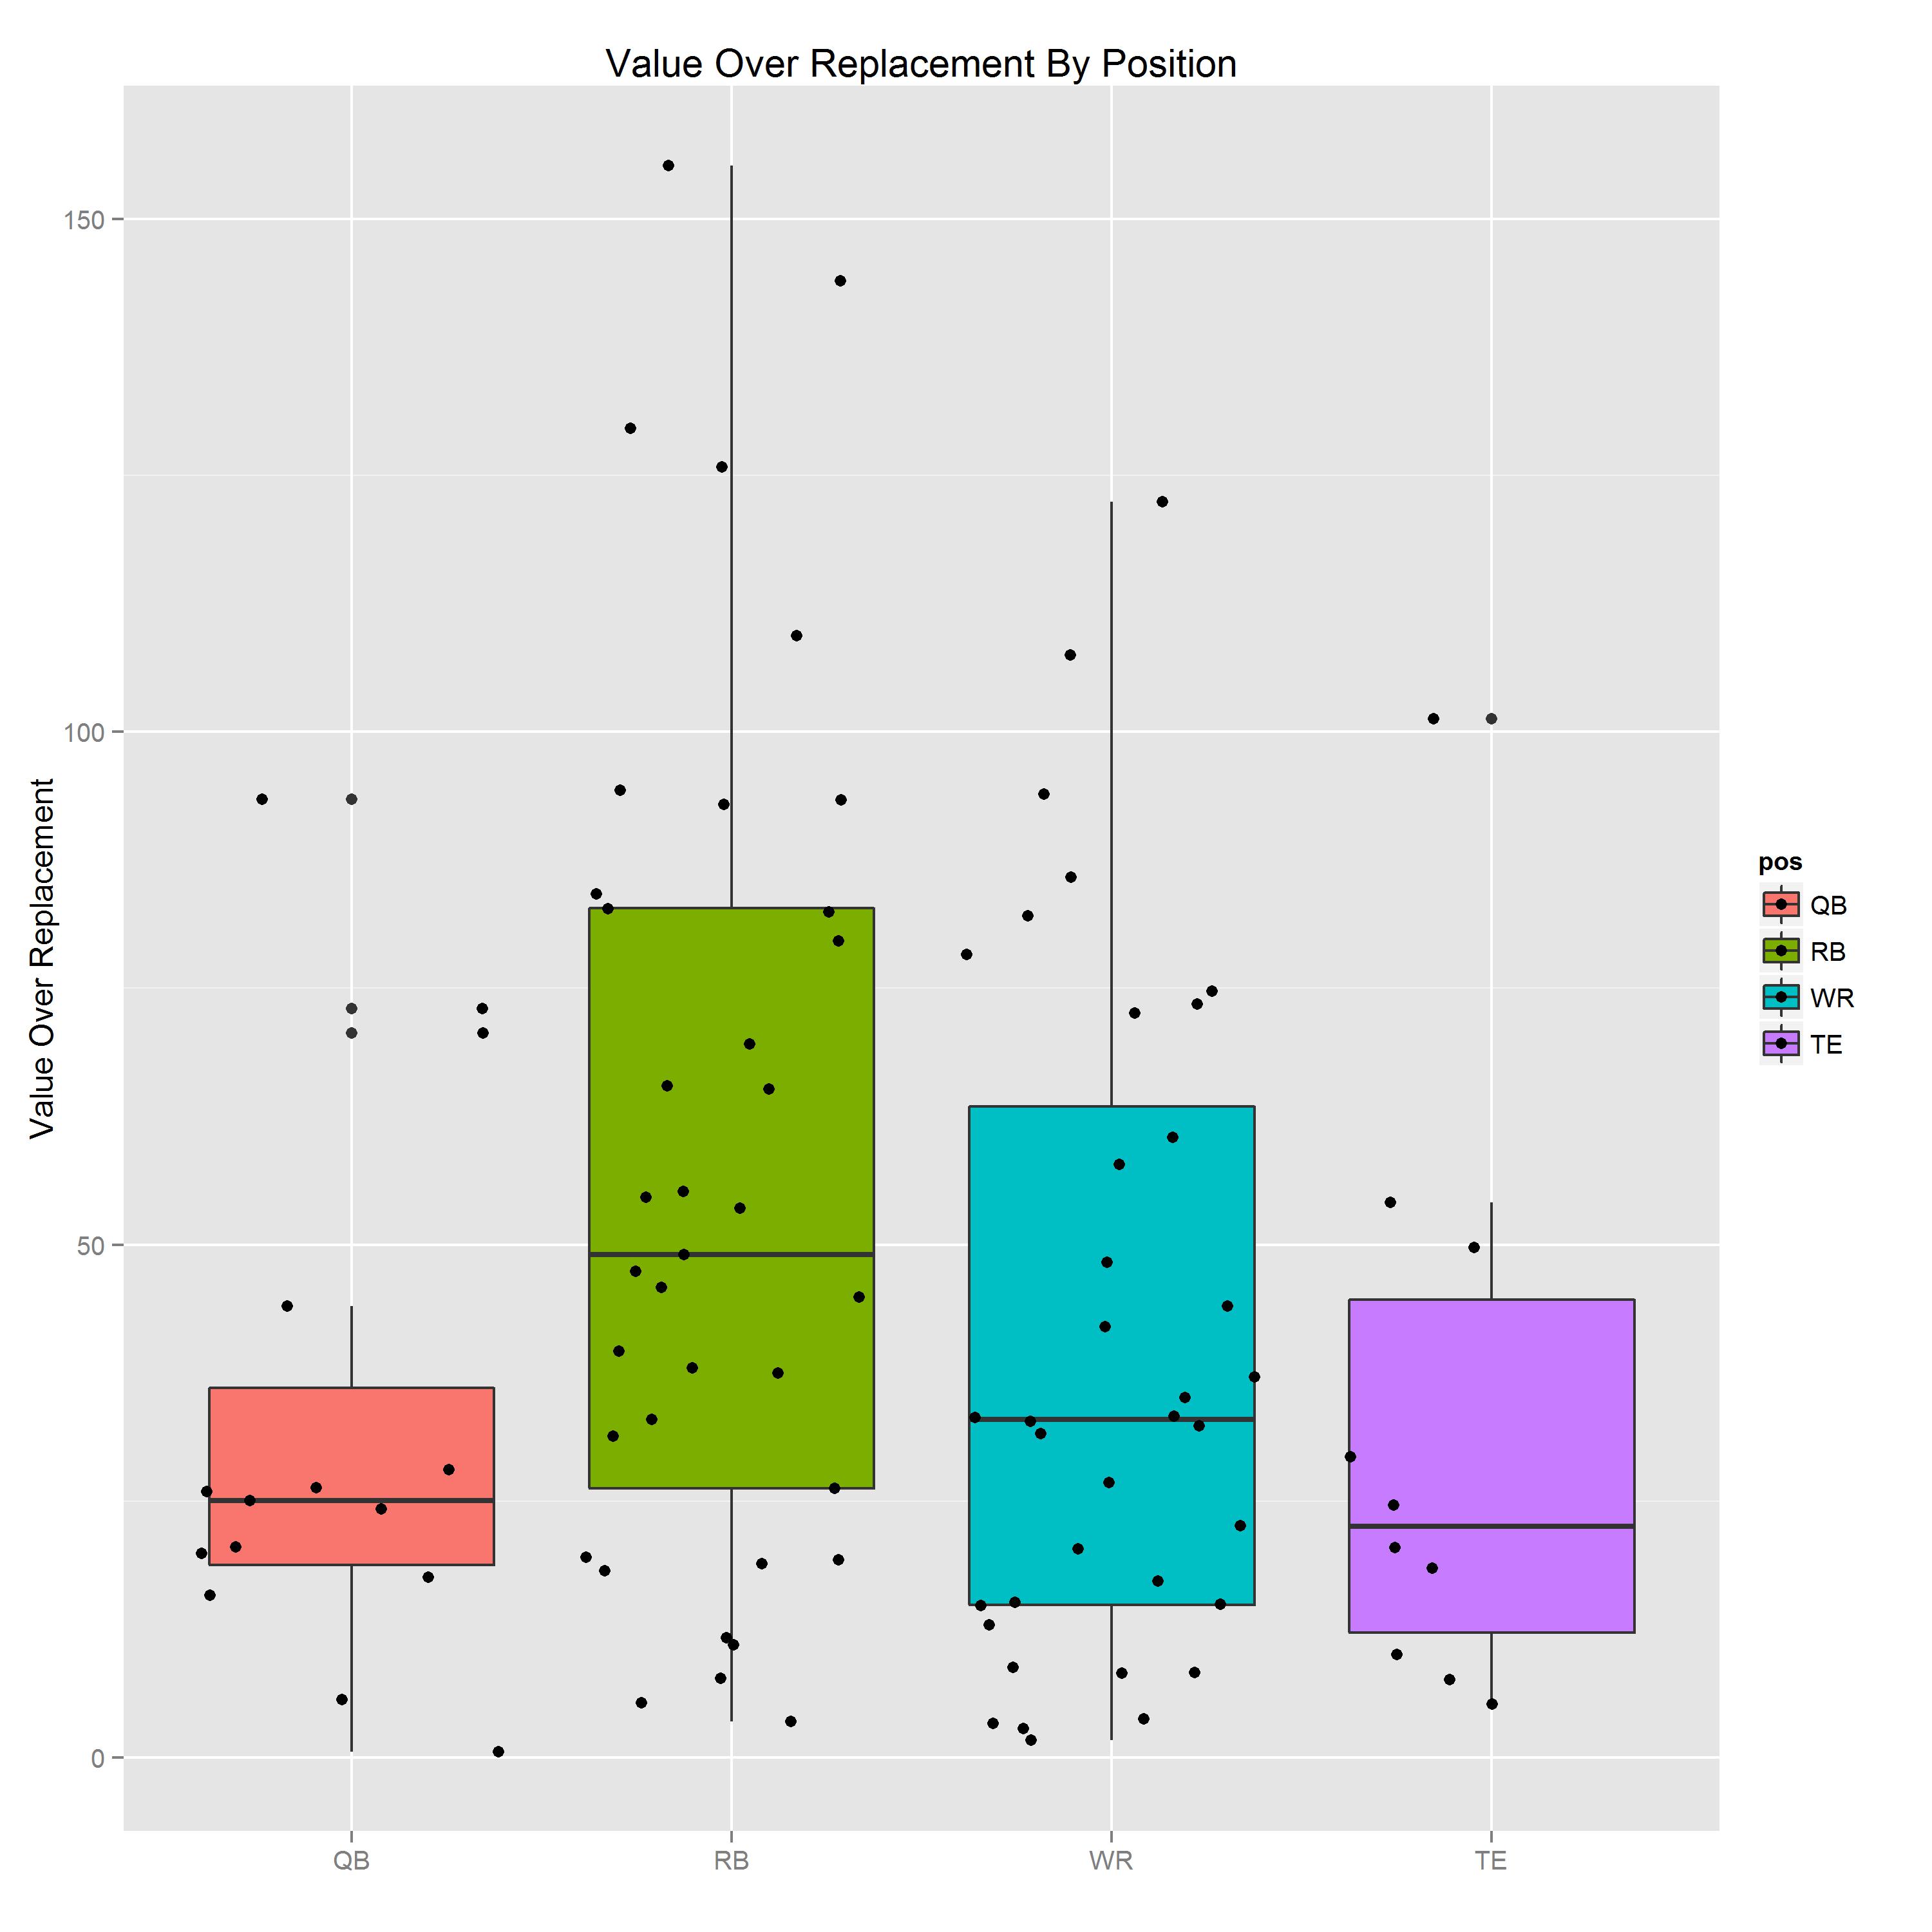 Value Over Replacement By Position
Value Over Replacement
150
100
50
0
QB
RB
WR
TE
pos
QB
RB
WR
TE